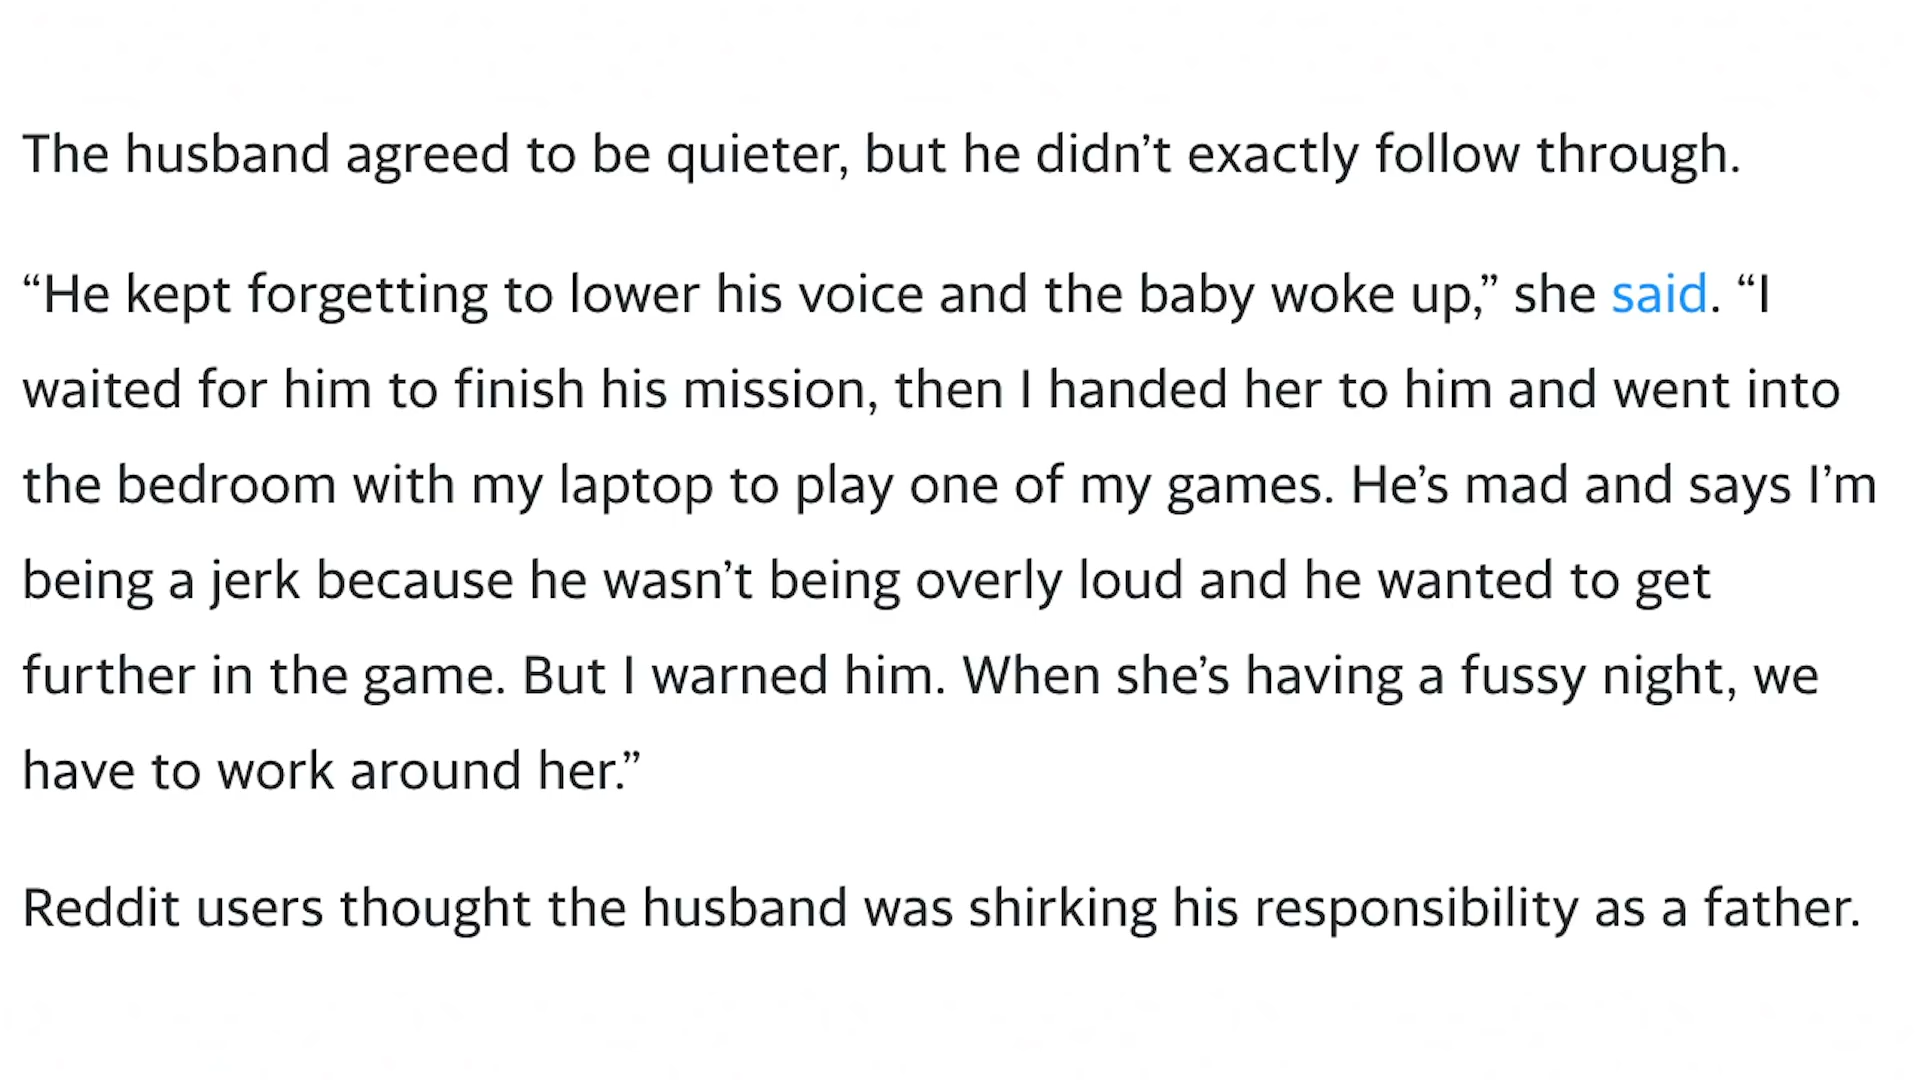 The husband agreed to be quieter, but he didn’t exactly follow through.
“He kept forgetting to lower his voice and the baby woke up,” she said. “I
waited for him to finish his mission, then I handed her to him and went into
the bedroom with my laptop to play one of my games. He’s mad and says I’m
being a jerk because he wasn’t being overly loud and he wanted to get
further in the game. But I warned him. When she’s having a fussy night, we
have to work around her.”
Reddit users thought the husband was shirking his responsibility as a father.